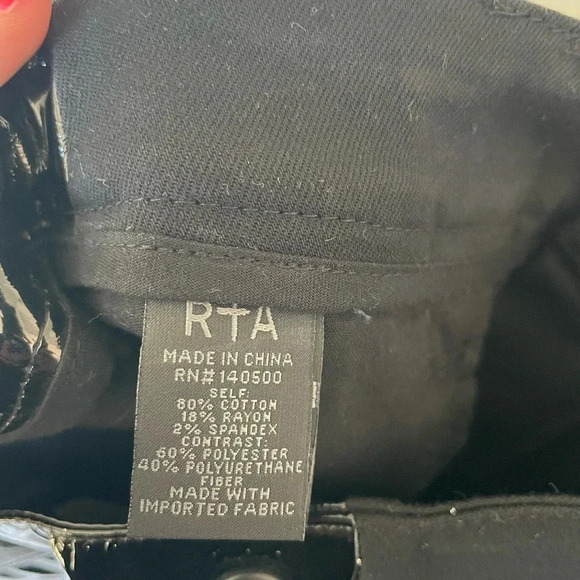 RTA
MADE IN CHINA
RN# 140500
SELF:
80% COTTON
18% RAYON
2% SPANDEX
CONTRAST:
60% POLYESTER
40% POLYURETHANE
FIBER
MADE WITH
IMPORTED FABRIC